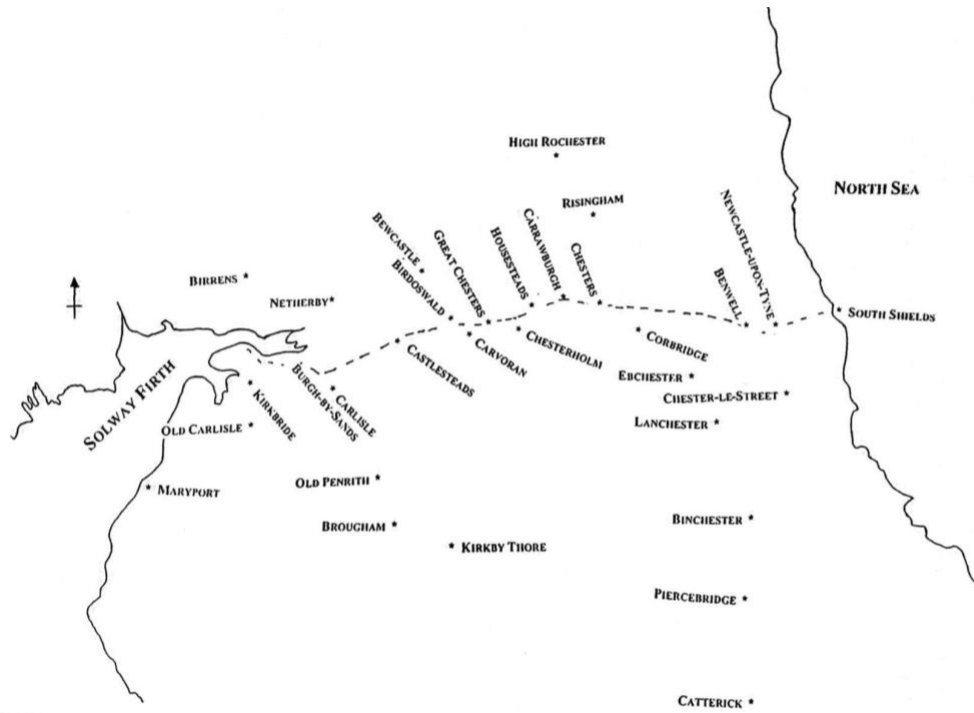 HIGH ROCHESTER
NORTH SEA
RISINGHAM
NEWCASTLE-UPON-TYNE
BENWELL
CHESTERS
CARRAWBURGH
HOUSESTEADS
GREAT CHESTERS
BEWCASTLE
BIRDOSWALD
BIRRENS
NETHERBY
SOUTH SHIELDS
CORBRIDGE
CHESTERHOLM
CARVORAN
CASTLESTEADS
EBCHESTER
CHESTER-LE-STREET
LANCHESTER
SOLWAY FIRTH
BURGH-BY-SANDS
CARLISLE
KIRKBRIDE
OLD CARLISLE
MARYPORT
OLD PENRITH
BROUGHAM
KIRKBY THORE
BINCHESTER
PIERCEBRIDGE
CATTERICK